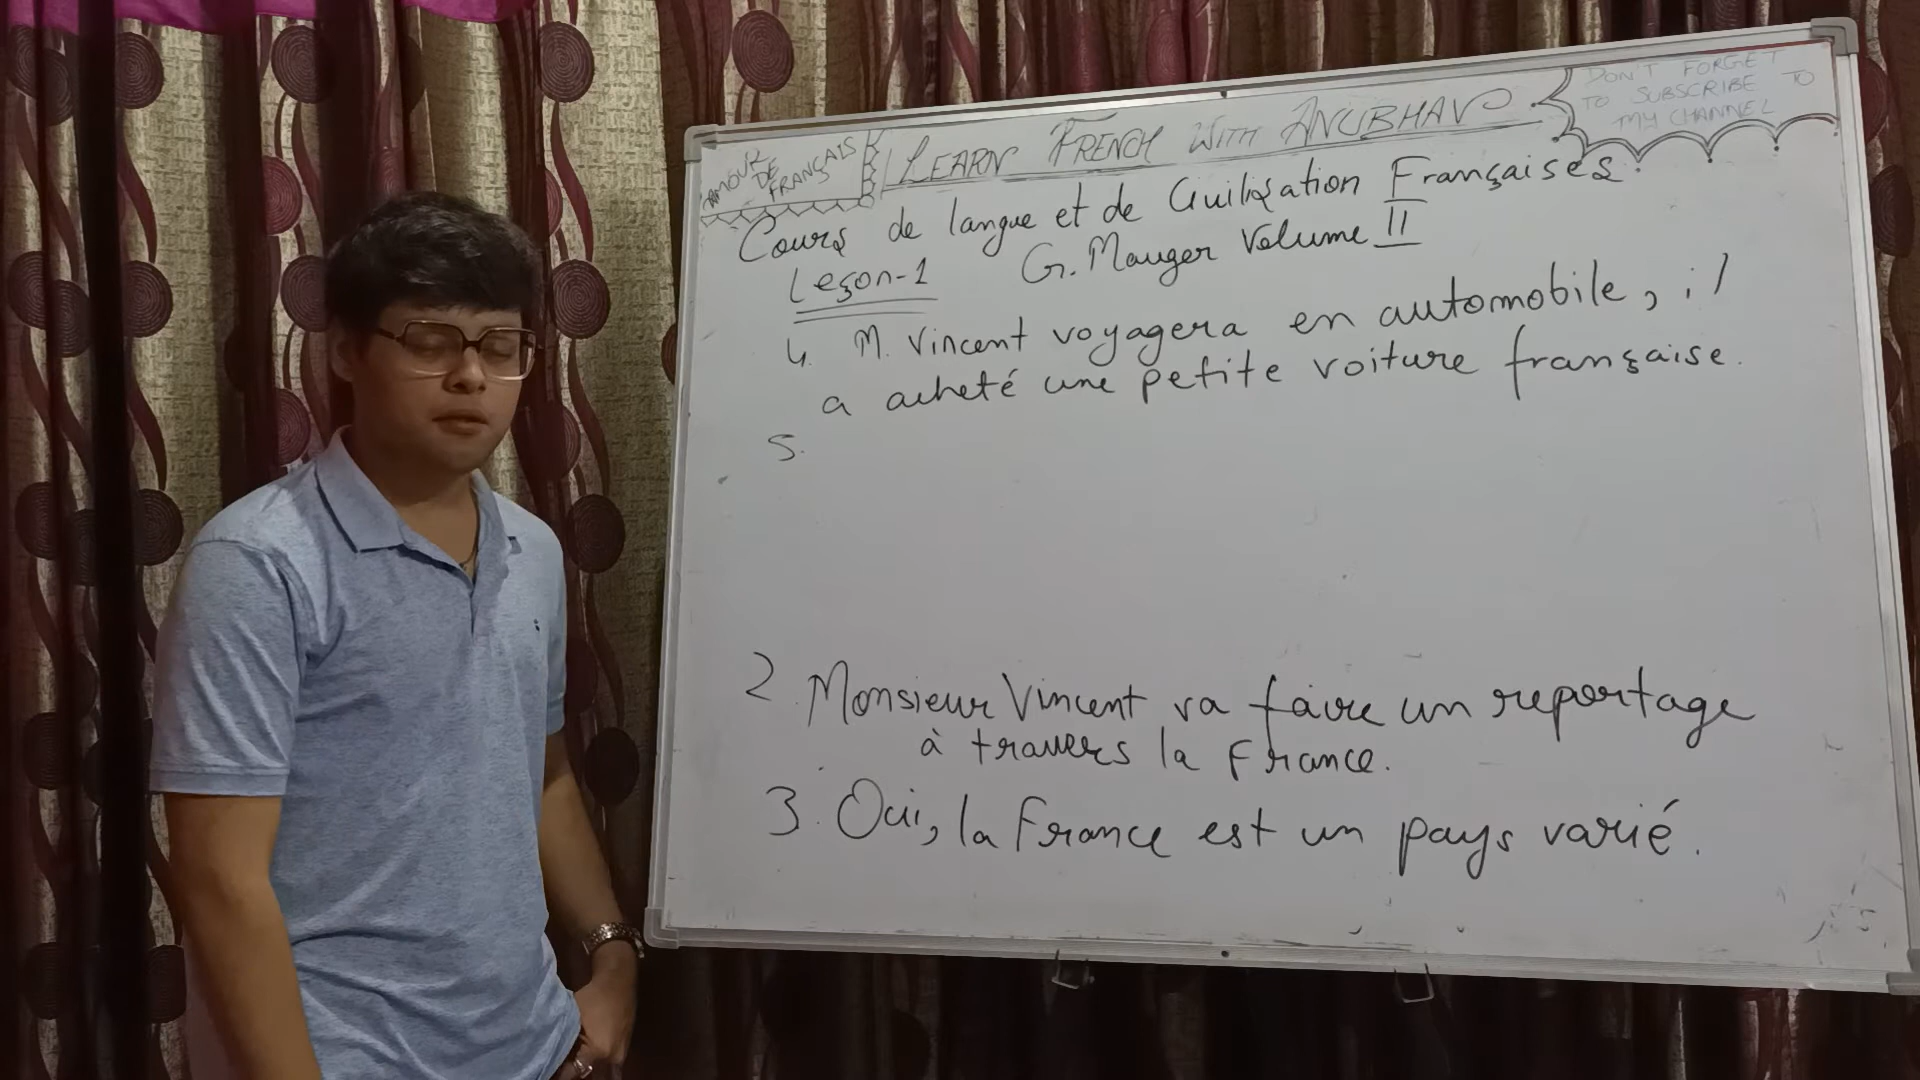 L'AMOUR
DE
FRANÇAIS
LEARN FRENCH WITH ANUBHAV
DON'T FORGET
TO SUBSCRIBE TO
MY CHANNEL
Cours de langue et de Civilisation Françaises.
G. Mauger Volume II
Leçon-1
4. M. Vincent voyagera en automobile, il
a acheté une petite voiture française.
5.
2. Monsieur Vincent va faire un reportage
à travers la France.
3. Oui, la France est un pays varié.